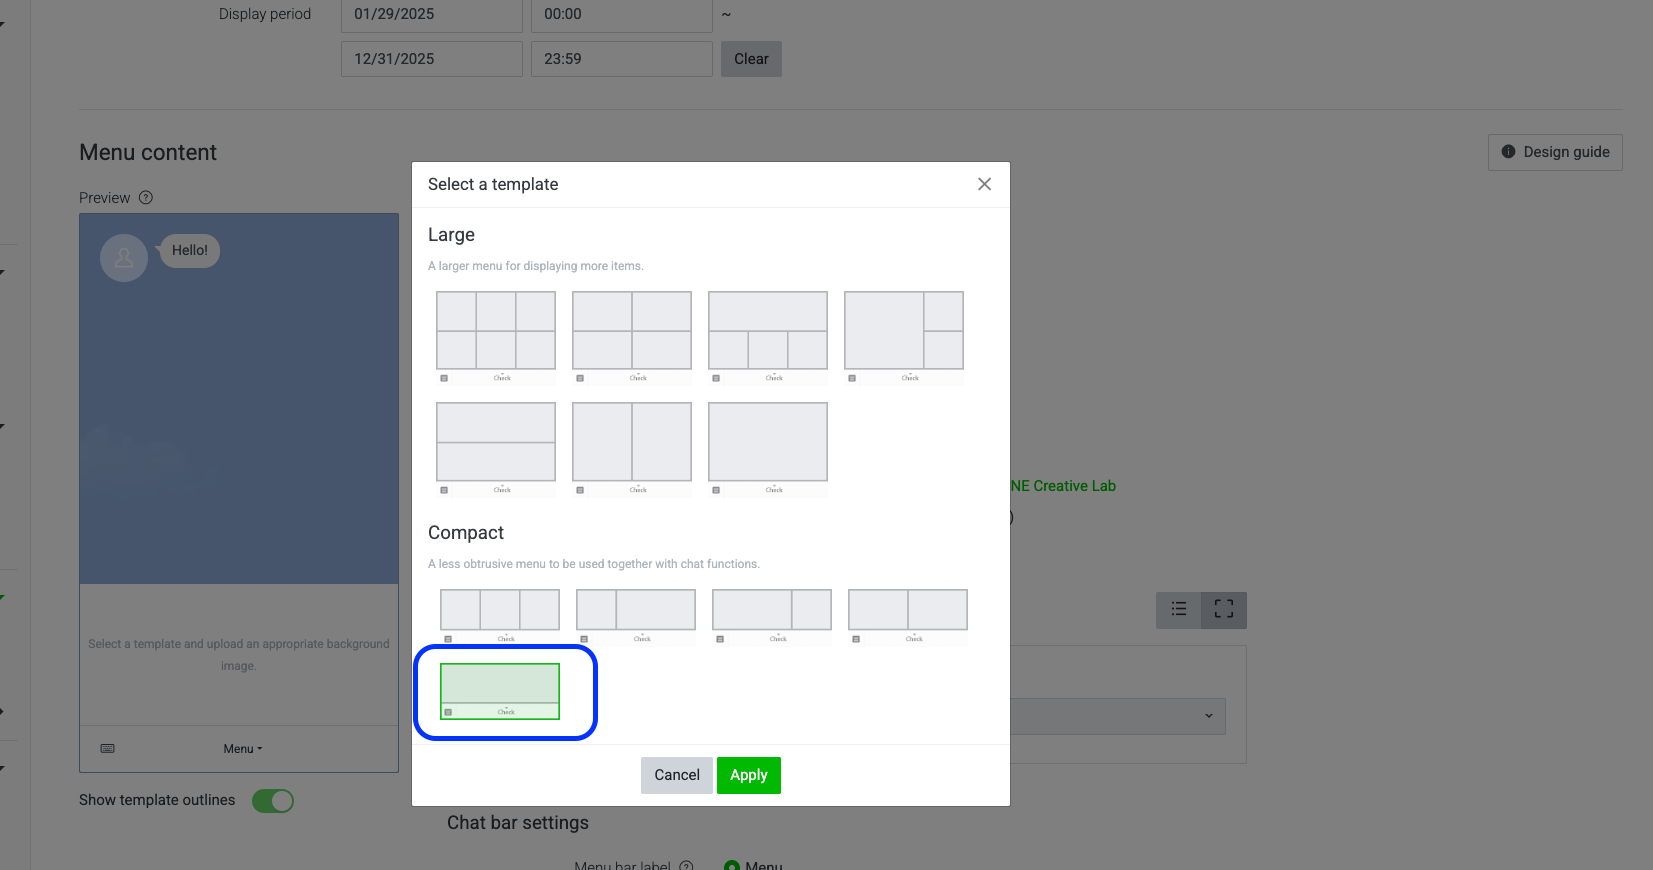 Display period 01/29/2025 00:00 ~
12/31/2025 23:59 Clear
Menu content
Design guide
Preview
Hello!
Select a template and upload an appropriate background
image.
Menu
Show template outlines
Select a template
Large
A larger menu for displaying more items.
Check Check Check Check
Check Check Check
Compact
A less obtrusive menu to be used together with chat functions.
Check Check Check Check
Check
Cancel Apply
NE Creative Lab
)
Chat bar settings
Menu bar label Menu